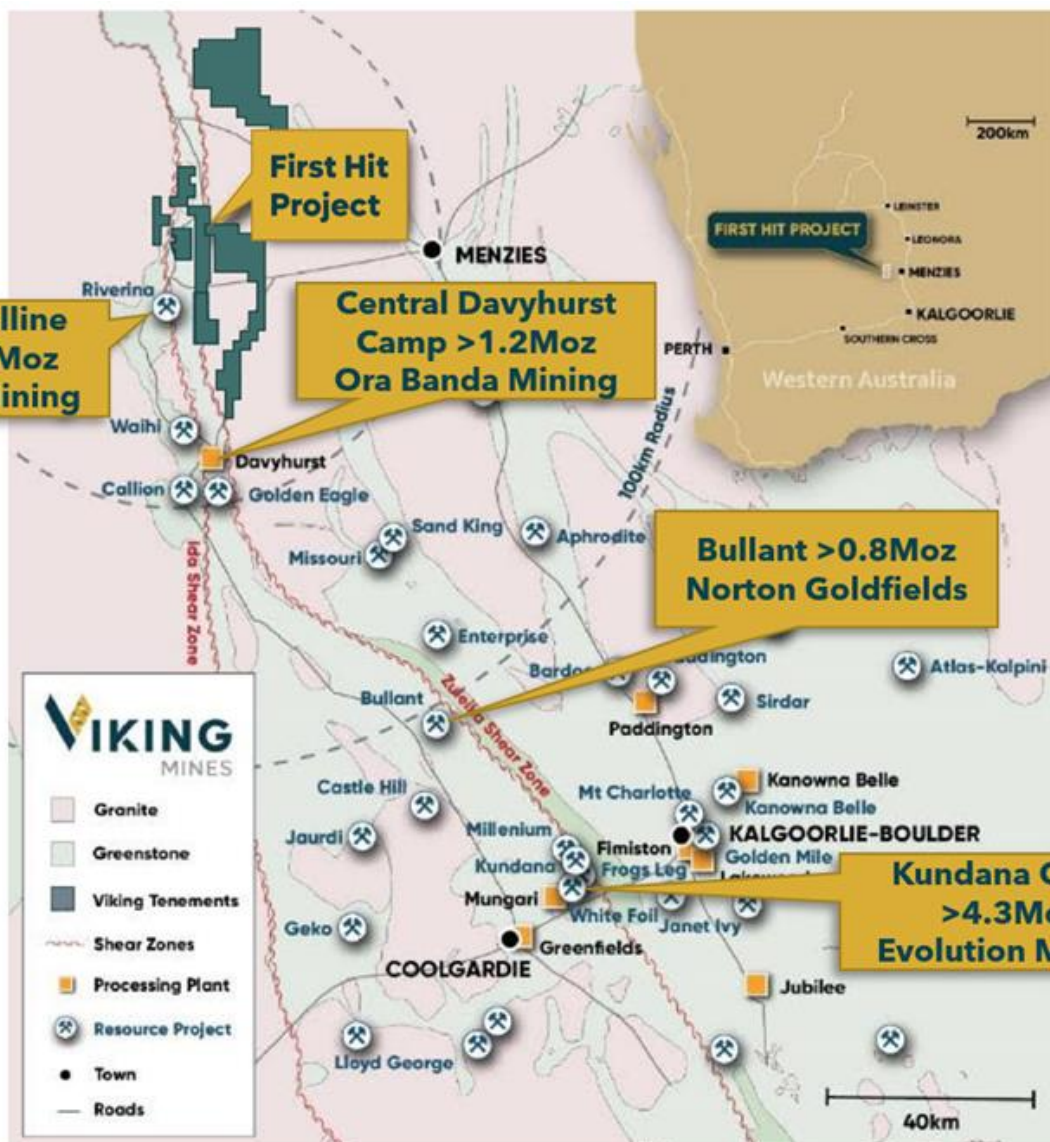 First Hit
Project
MENZIES
200km
LEINSTER
LEONORA
FIRST HIT PROJECT
MENZIES
KALGOORLIE
SOUTHERN CROSS
PERTH
Western Australia
Riverina
lline
Moz
ining
Central Davyhurst
Camp >1.2Moz
Ora Banda Mining
100km Radius
Waihi
Davyhurst
Callion
Golden Eagle
Sand King
Missouri
Aphrodite
Ida Shear Zone
Bullant >0.8Moz
Norton Goldfields
Enterprise
Bardo
addington
Atlas-Kalpini
Bullant
Zuleika Shear Zone
Sirdar
Paddington
VIKING
MINES
Granite
Greenstone
Viking Tenements
Shear Zones
Processing Plant
Resource Project
Town
Roads
Castle Hill
Mt Charlotte
Kanowna Belle
Kanowna Belle
Jaurdi
Millenium
Fimiston
KALGOORLIE-BOULDER
Golden Mile
Kundana
Frogs Leg
Mungari
White Foil
Janet Ivy
Kundana
>4.3Mo
Evolution M
Geko
Greenfields
COOLGARDIE
Jubilee
Lloyd George
40km